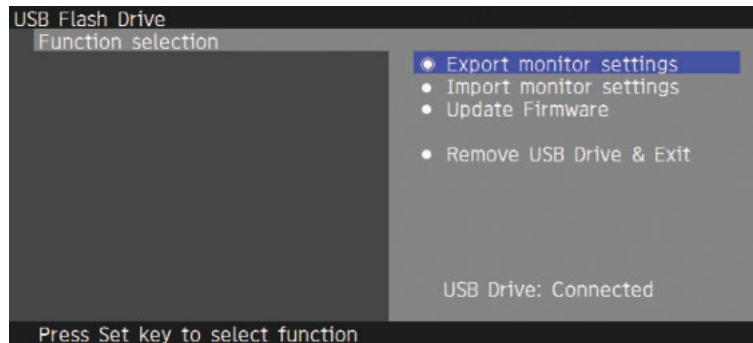 USB Flash Drive
Function selection
Export monitor settings
Import monitor settings
Update Firmware
Remove USB Drive & Exit
USB Drive: Connected
Press Set key to select function